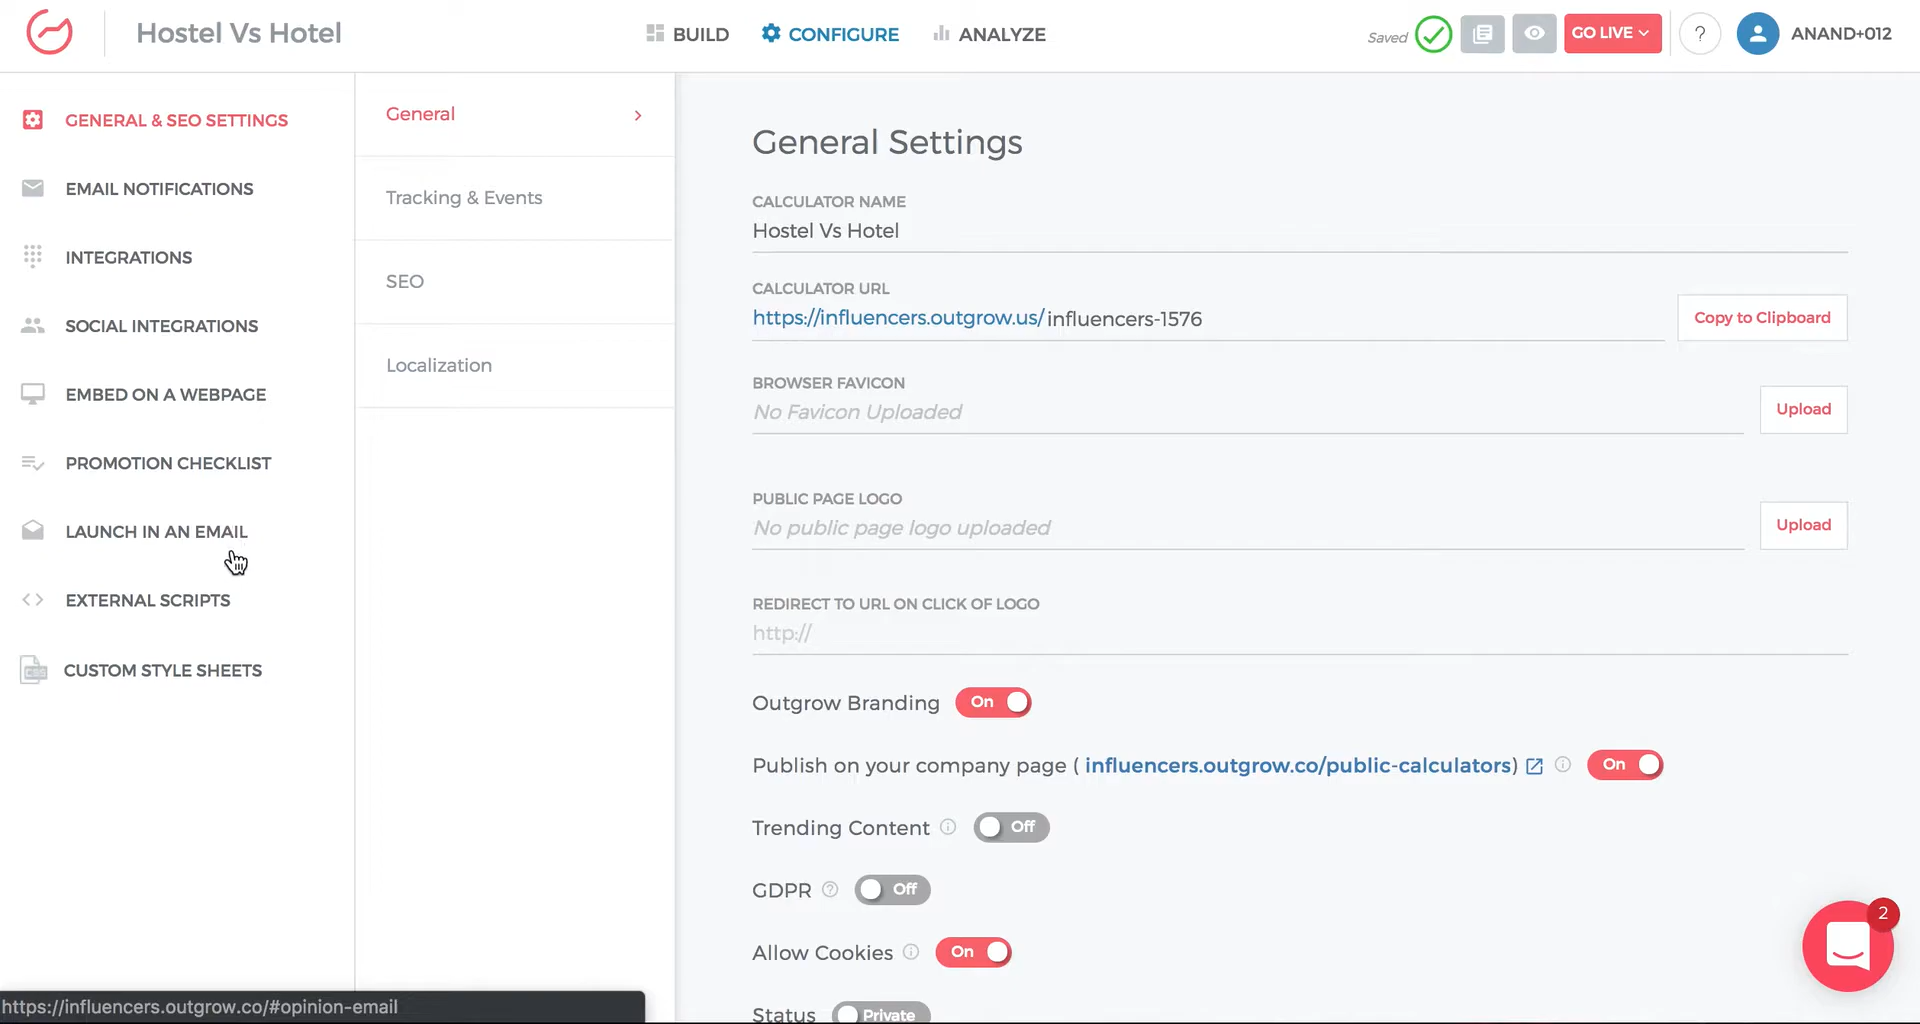 Hostel Vs Hotel
BUILD
CONFIGURE
ANALYZE
Saved
GO LIVE
?
ANAND+012
GENERAL & SEO SETTINGS
EMAIL NOTIFICATIONS
INTEGRATIONS
SOCIAL INTEGRATIONS
EMBED ON A WEBPAGE
PROMOTION CHECKLIST
LAUNCH IN AN EMAIL
EXTERNAL SCRIPTS
CUSTOM STYLE SHEETS
General
Tracking & Events
SEO
Localization
General Settings
CALCULATOR NAME
Hostel Vs Hotel
CALCULATOR URL
https://influencers.outgrow.us/ influencers-1576
Copy to Clipboard
BROWSER FAVICON
No Favicon Uploaded
Upload
PUBLIC PAGE LOGO
No public page logo uploaded
Upload
REDIRECT TO URL ON CLICK OF LOGO
http://
Outgrow Branding On
Publish on your company page ( influencers.outgrow.co/public-calculators) On
Trending Content Off
GDPR Off
Allow Cookies On
Status Private
2
https://influencers.outgrow.co/#opinion-email